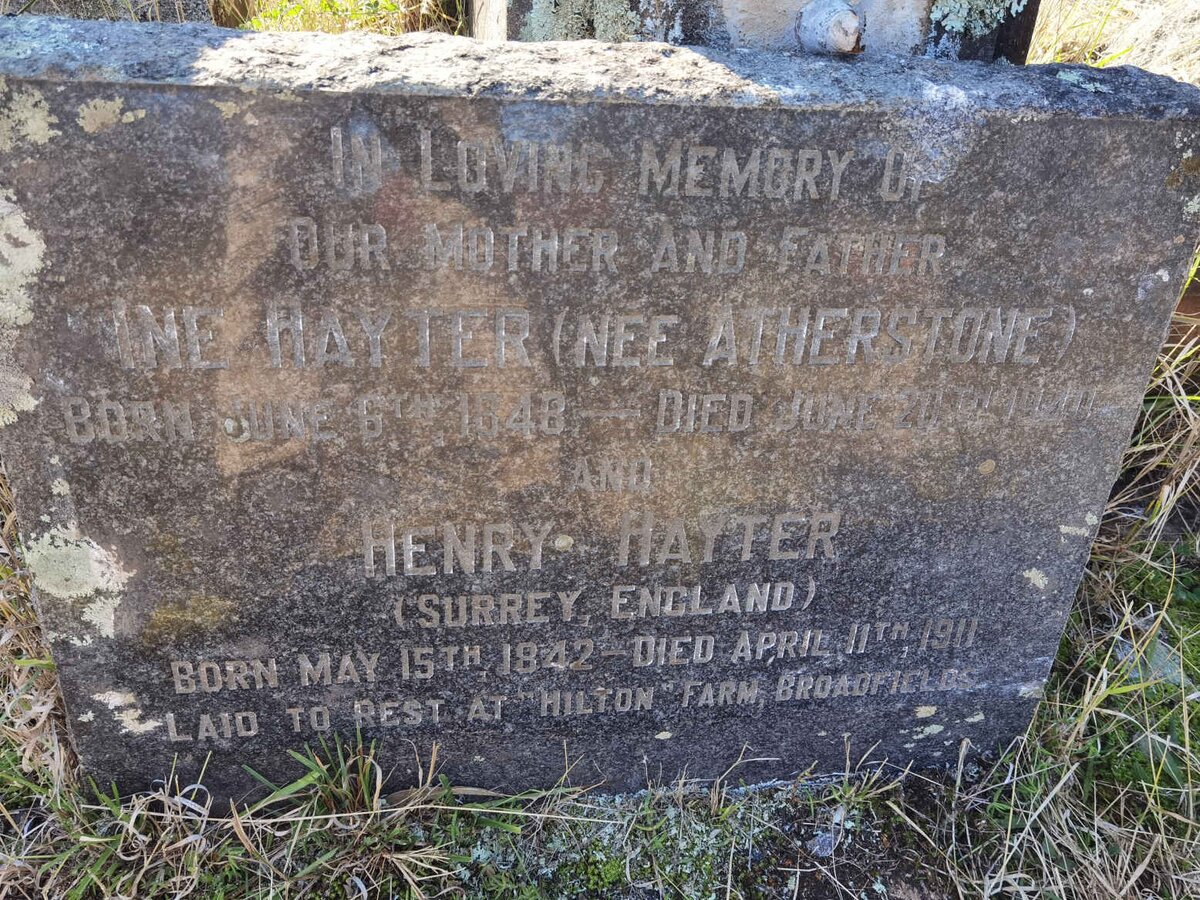 IN LOVING MEMORY OF
OUR MOTHER AND FATHER
INE HAYTER (NEE ATHERSTONE)
BORN JUNE 6TH, 1848 — DIED JUNE
AND
HENRY HAYTER
(SURREY, ENGLAND)
BORN MAY 15TH, 1842 – DIED APRIL 11TH, 1911
LAID TO REST AT "HILTON" FARM, BROADFIELDS